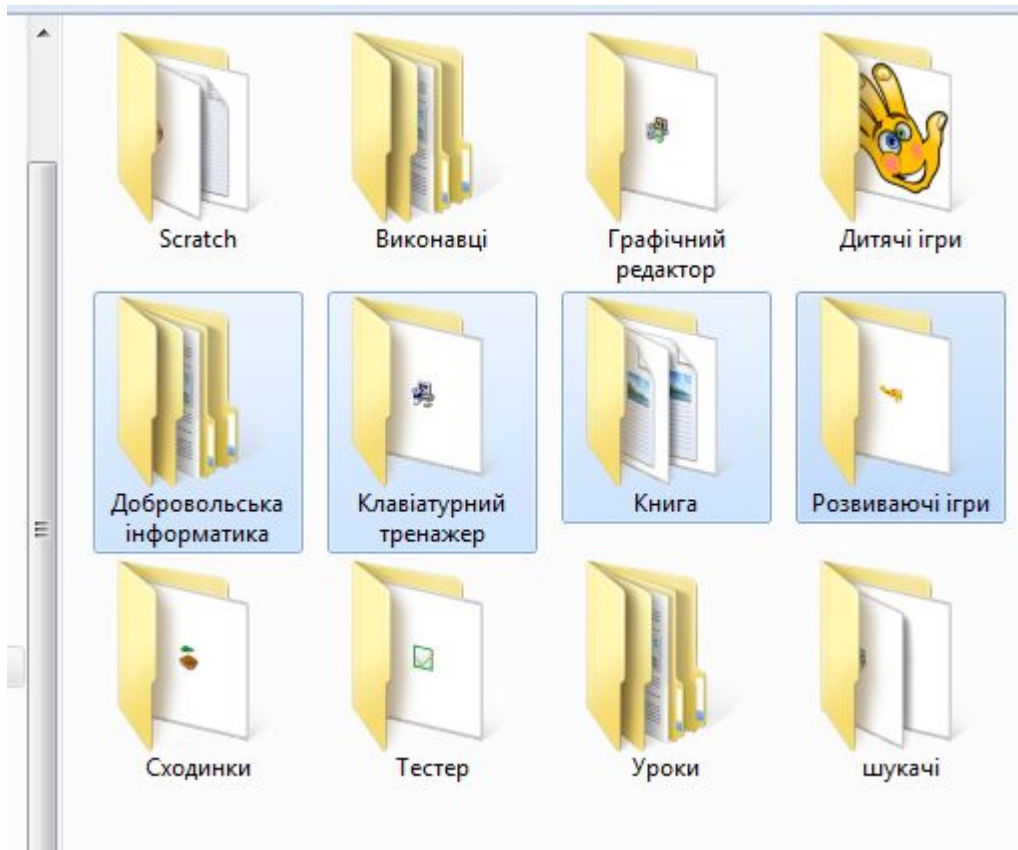 Scratch
Виконавці
Графічний
редактор
Дитячі ігри
Добровольська
інформатика
Клавіатурний
тренажер
Книга
Розвиваючі ігри
Сходинки
Тестер
Уроки
шукачі